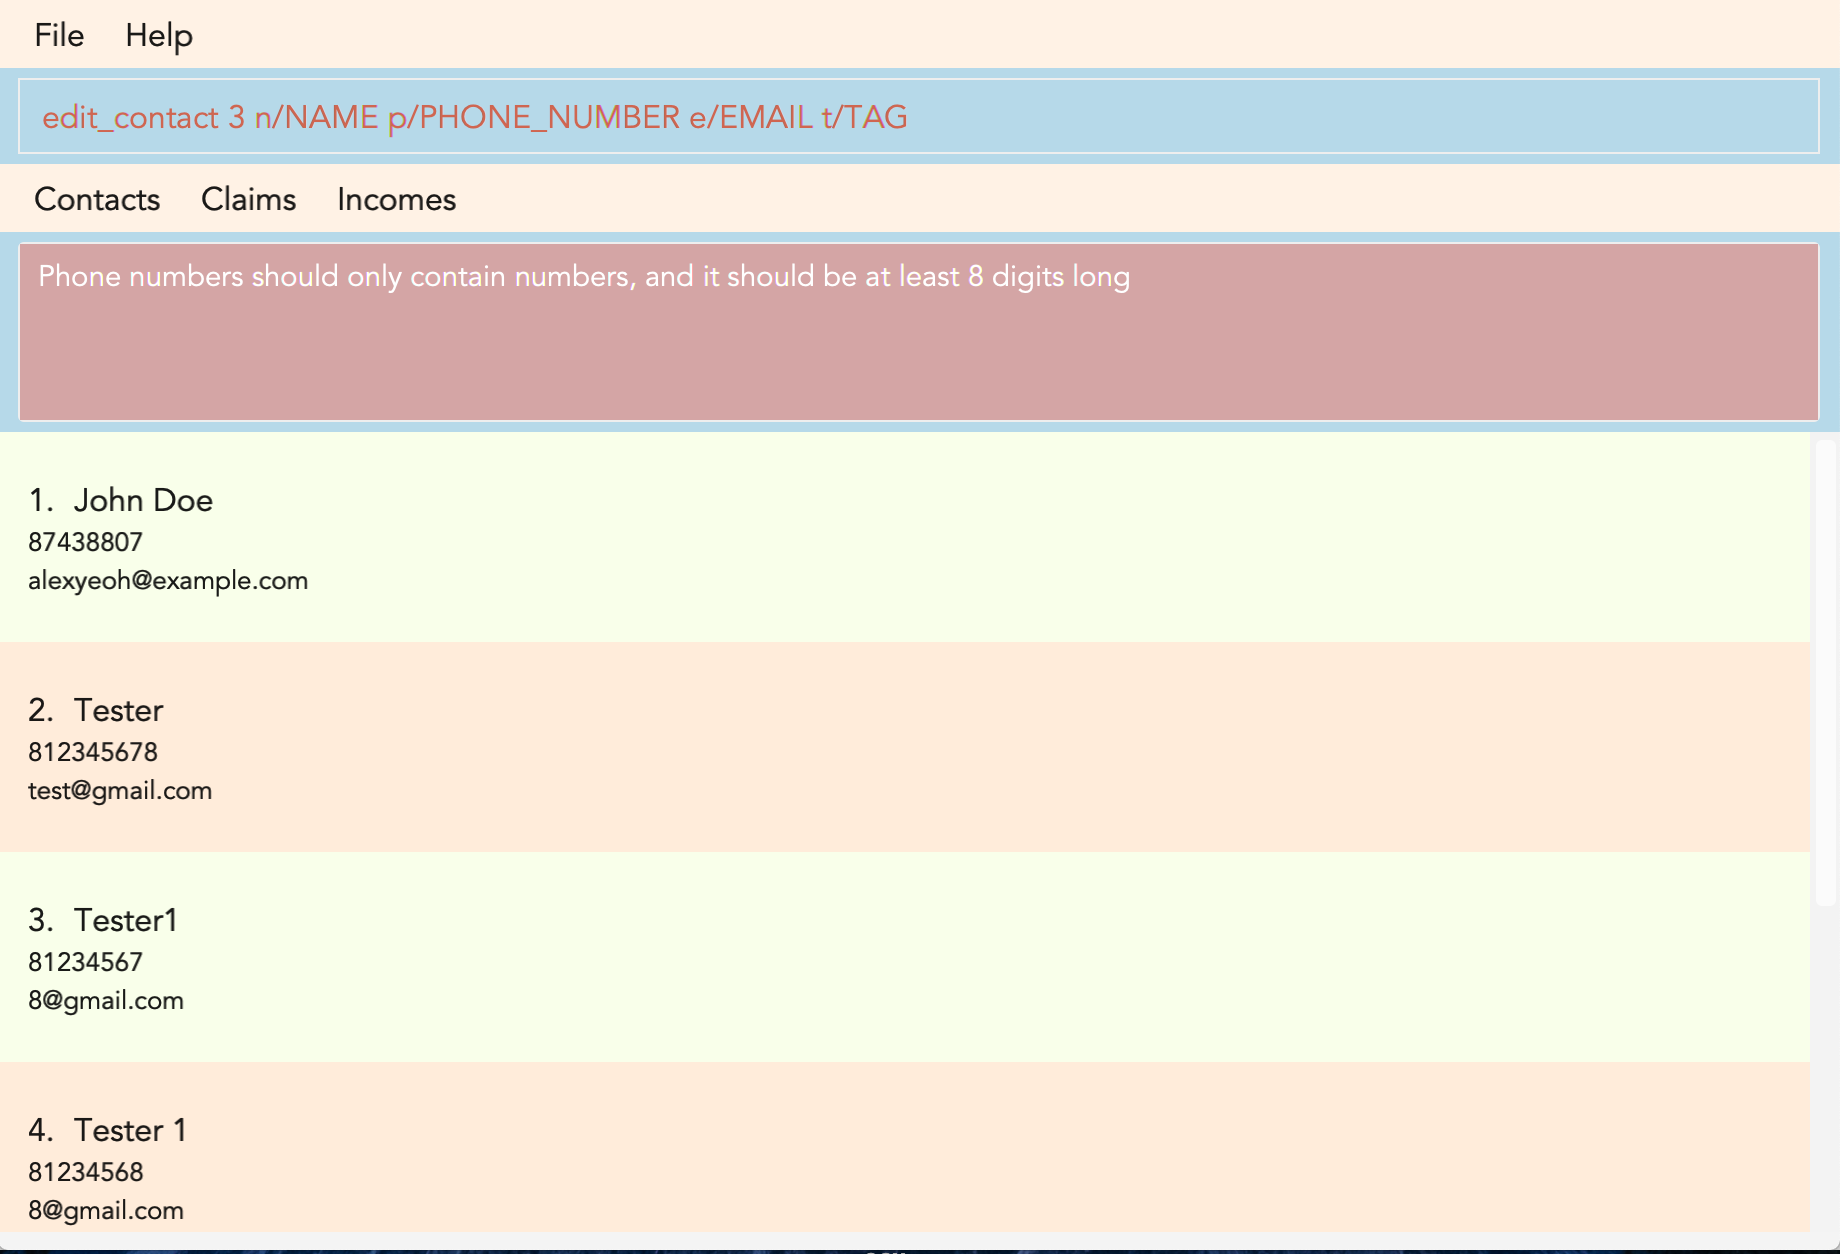 File Help
edit_contact 3 n/NAME p/PHONE_NUMBER e/EMAIL t/TAG
Contacts Claims Incomes
Phone numbers should only contain numbers, and it should be at least 8 digits long
1. John Doe
87438807
alexyeoh@example.com
2. Tester
812345678
test@gmail.com
3. Tester1
81234567
8@gmail.com
4. Tester 1
81234568
8@gmail.com